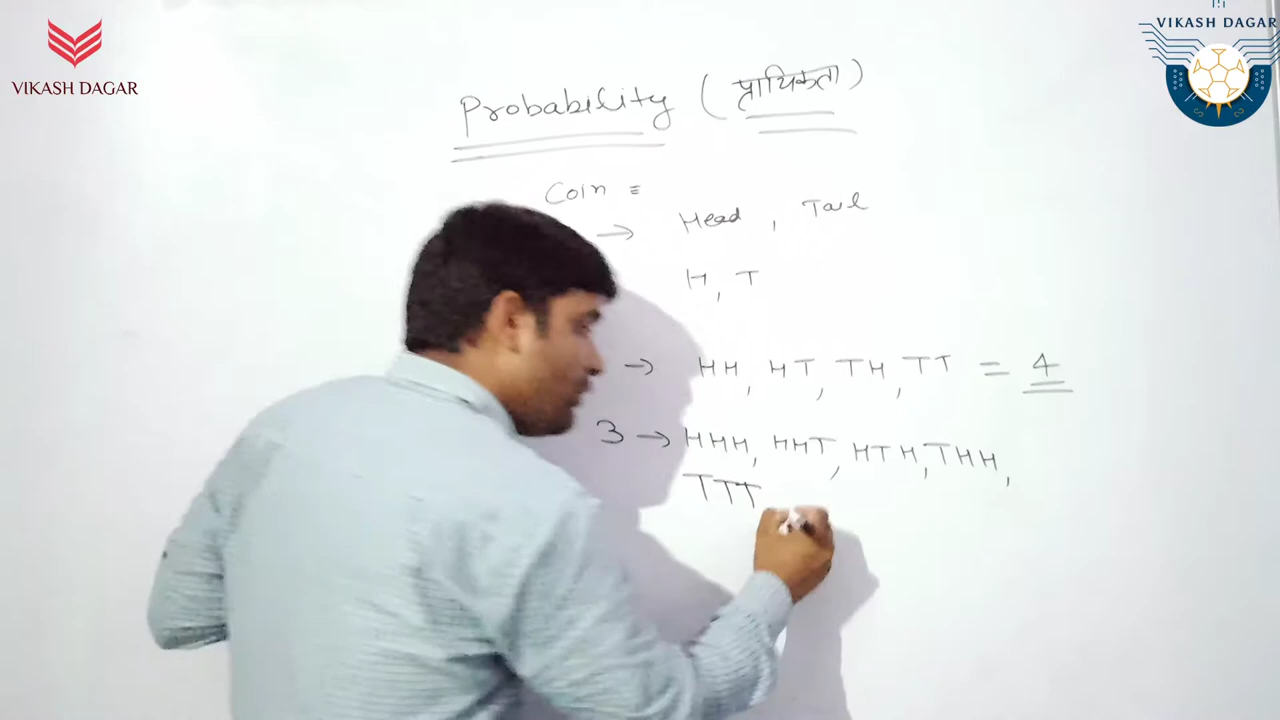 VIKASH DAGAR
VIKASH DAGAR
Probability (प्रायिकता)
Coin =
→ Head, Tail
H, T
→ HH, HT, TH, TT = 4
3 → HHH, HHT, HTH, THH,
TTT